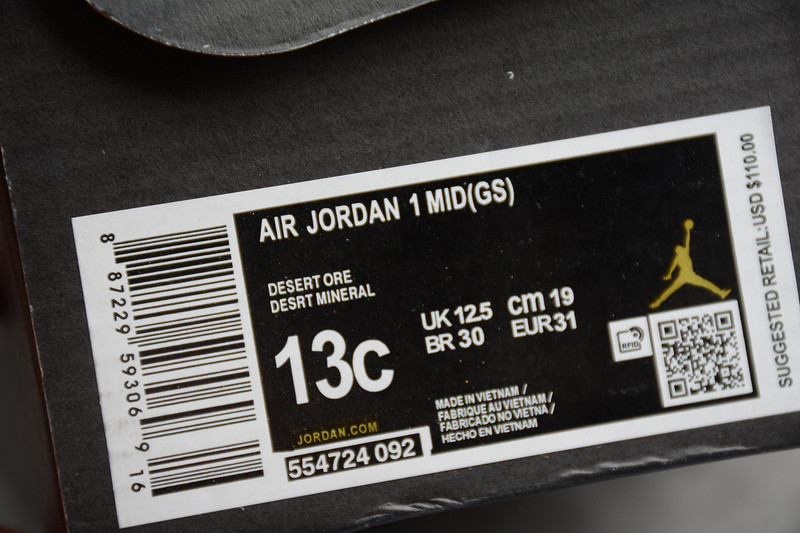 AIR JORDAN 1 MID(GS)
DESERT ORE
DESRT MINERAL
13C
UK 12.5
BR 30
cm 19
EUR31
RFID
MADE IN VIETNAM /
FABRIQUE AU VIETNAM /
FABRICADO NO VIETNA /
HECHO EN VIETNAM
JORDAN.COM
554724 092
8 87229 59306 9 16
SUGGESTED RETAIL:USD $110.00